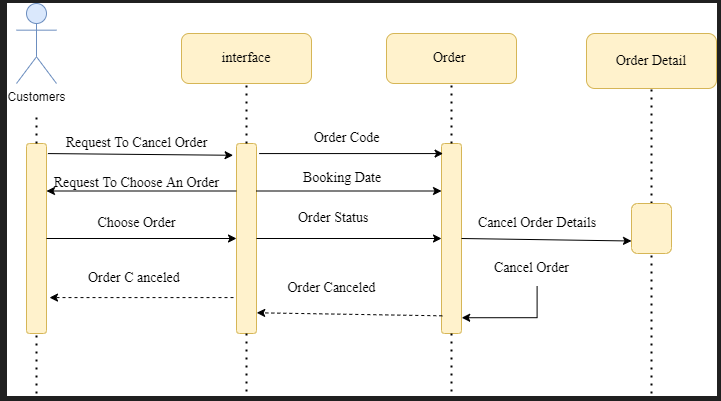 Customers
interface
Order
Order Detail
Request To Cancel Order
Order Code
Request To Choose An Order
Booking Date
Choose Order
Order Status
Cancel Order Details
Cancel Order
Order C anceled
Order Canceled